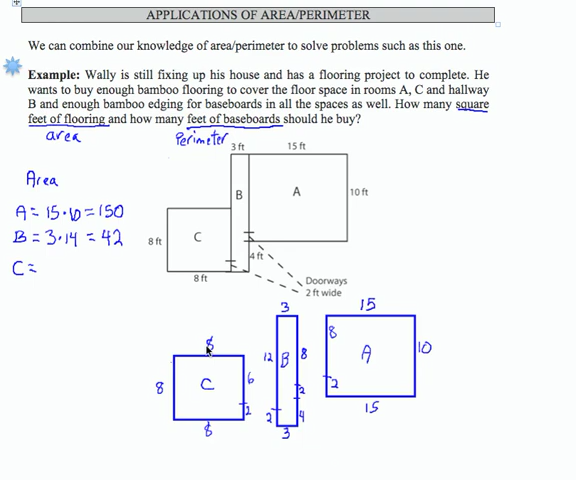 APPLICATIONS OF AREA/PERIMETER
We can combine our knowledge of area/perimeter to solve problems such as this one.
Example: Wally is still fixing up his house and has a flooring project to complete. He
wants to buy enough bamboo flooring to cover the floor space in rooms A, C and hallway
B and enough bamboo edging for baseboards in all the spaces as well. How many square
feet of flooring and how many feet of baseboards should he buy?
area
Perimeter
3 ft
15 ft
Area
B
A
10 ft
A = 15·10 = 150
B = 3·14 = 42
8 ft
C
4 ft
C =
8 ft
Doorways
2 ft wide
3
15
8
8
12
B
8
A
10
8
C
6
2
2
2
2
4
15
8
3